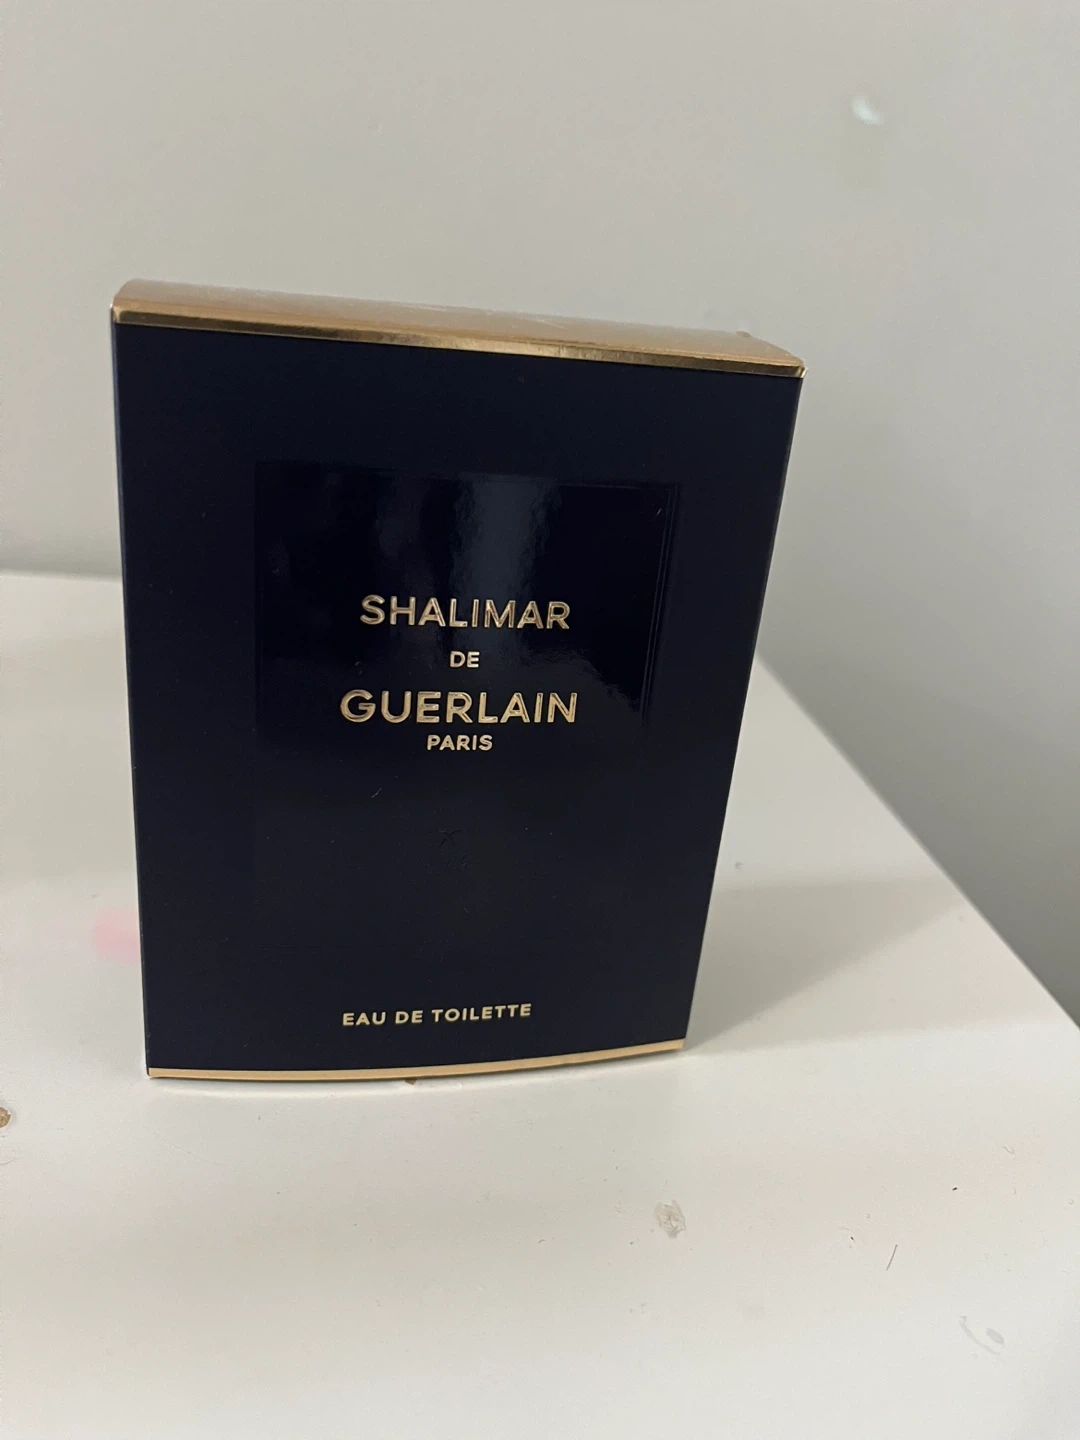 SHALIMAR
DE
GUERLAIN
PARIS
EAU DE TOILETTE